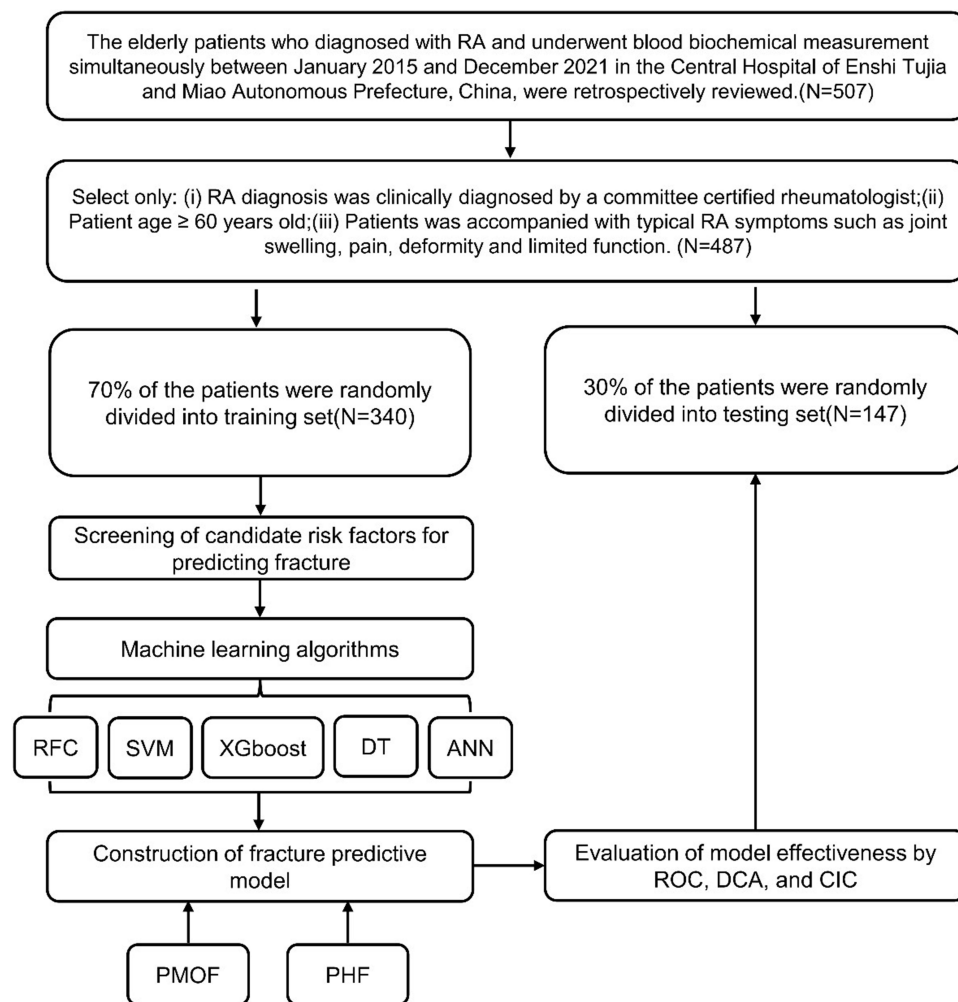 The elderly patients who diagnosed with RA and underwent blood biochemical measurement
simultaneously between January 2015 and December 2021 in the Central Hospital of Enshi Tujia
and Miao Autonomous Prefecture, China, were retrospectively reviewed.(N=507)
Select only: (i) RA diagnosis was clinically diagnosed by a committee certified rheumatologist;(ii)
Patient age ≥ 60 years old;(iii) Patients was accompanied with typical RA symptoms such as joint
swelling, pain, deformity and limited function. (N=487)
70% of the patients were randomly
divided into training set(N=340)
30% of the patients were randomly
divided into testing set(N=147)
Screening of candidate risk factors for
predicting fracture
Machine learning algorithms
RFC
SVM
XGboost
DT
ANN
Construction of fracture predictive
model
Evaluation of model effectiveness by
ROC, DCA, and CIC
PMOF
PHF